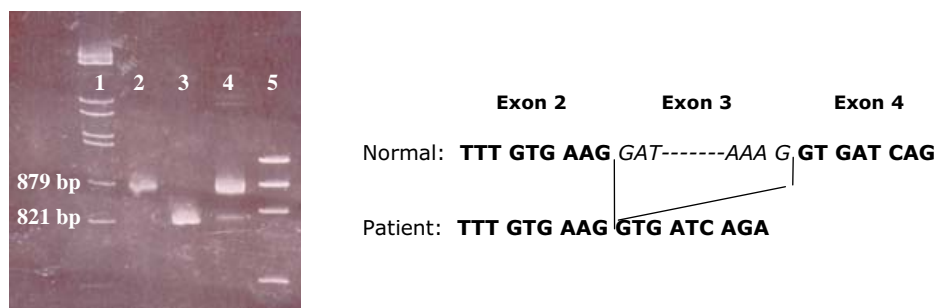 1 2 3 4 5
879 bp
821 bp
Exon 2 Exon 3 Exon 4
Normal: TTT GTG AAG GAT-------AAA G GT GAT CAG
Patient: TTT GTG AAG GTG ATC AGA